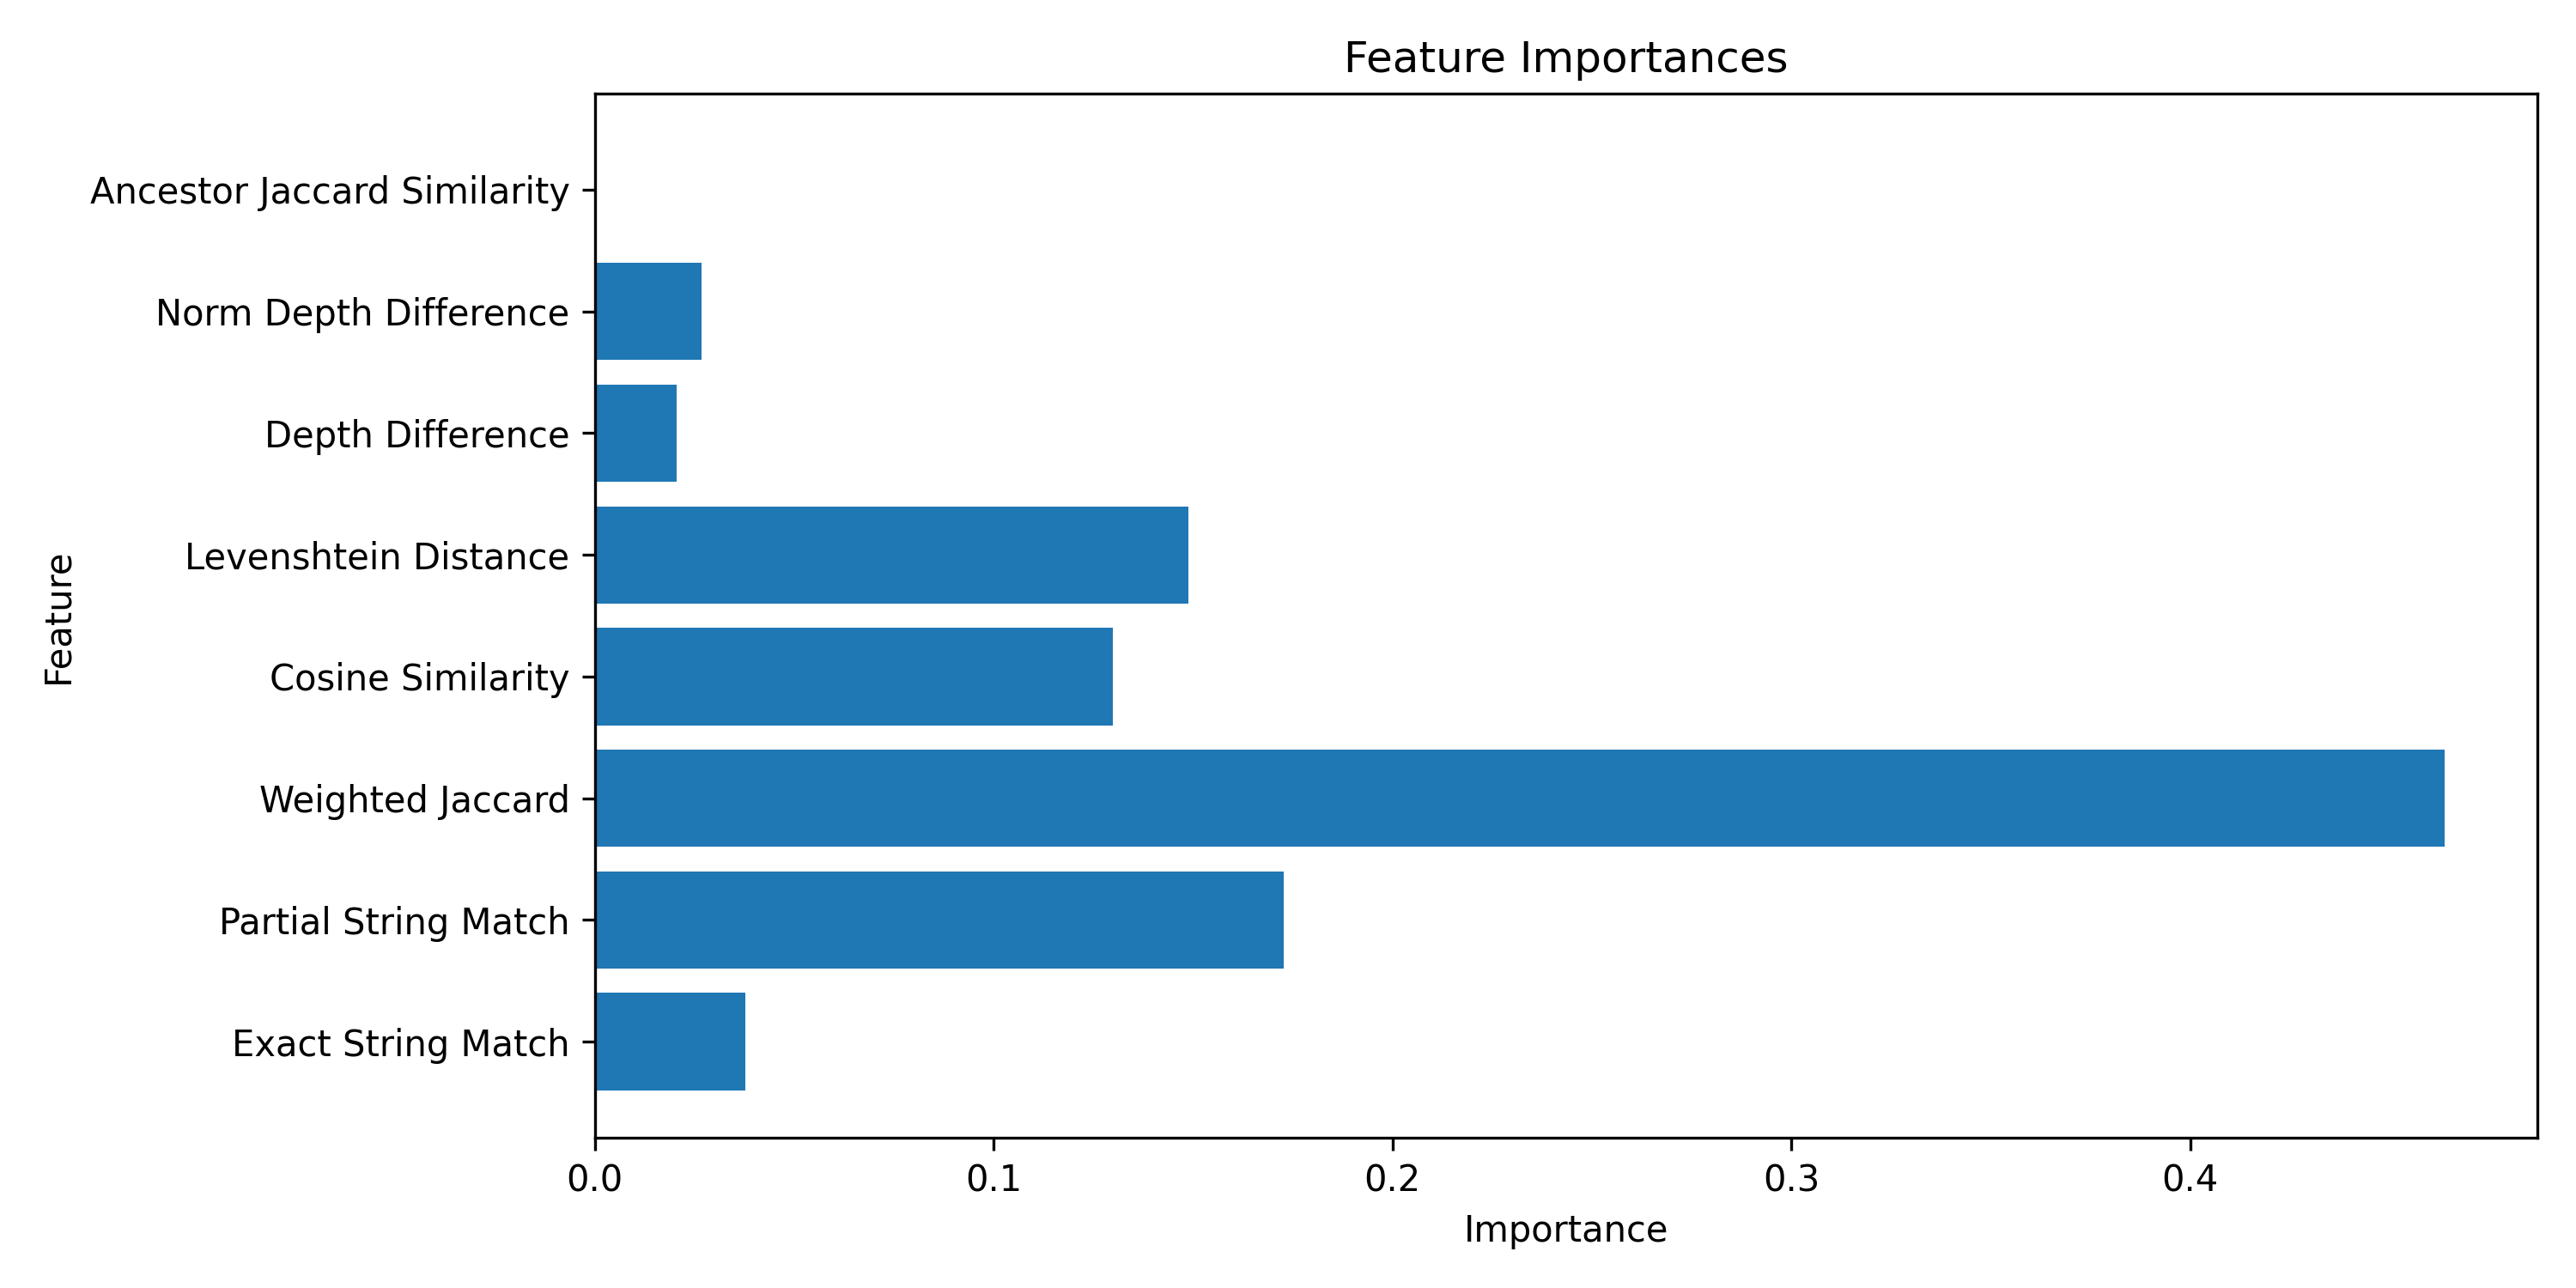 Feature Importances
Feature
Ancestor Jaccard Similarity
Norm Depth Difference
Depth Difference
Levenshtein Distance
Cosine Similarity
Weighted Jaccard
Partial String Match
Exact String Match
0.0 0.1 0.2 0.3 0.4
Importance